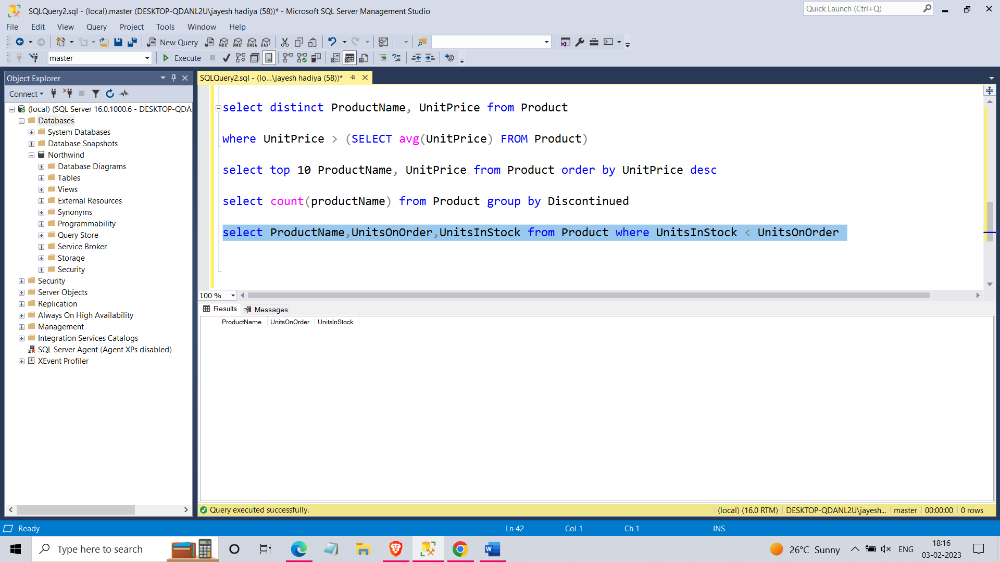 SQLQuery2.sql - (local).master (DESKTOP-QDANL2U\jayesh hadiya (58))* - Microsoft SQL Server Management Studio
Quick Launch (Ctrl+Q)
File Edit View Query Project Tools Window Help
New Query MDX DMX XMLA DAX
master Execute
Object Explorer
Connect
(local) (SQL Server 16.0.1000.6 - DESKTOP-QDA
Databases
System Databases
Database Snapshots
Northwind
Database Diagrams
Tables
Views
External Resources
Synonyms
Programmability
Query Store
Service Broker
Storage
Security
Security
Server Objects
Replication
Always On High Availability
Management
Integration Services Catalogs
SQL Server Agent (Agent XPs disabled)
XEvent Profiler
SQLQuery2.sql - (lo...\jayesh hadiya (58))*
select distinct ProductName, UnitPrice from Product
where UnitPrice > (SELECT avg(UnitPrice) FROM Product)
select top 10 ProductName, UnitPrice from Product order by UnitPrice desc
select count(productName) from Product group by Discontinued
select ProductName,UnitsOnOrder,UnitsInStock from Product where UnitsInStock < UnitsOnOrder
100 %
Results Messages
ProductName UnitsOnOrder UnitsInStock
Query executed successfully.
(local) (16.0 RTM) DESKTOP-QDANL2U\jayesh... master 00:00:00 0 rows
Ready Ln 42 Col 1 Ch 1 INS
Type here to search
26°C Sunny ENG
18:16
03-02-2023